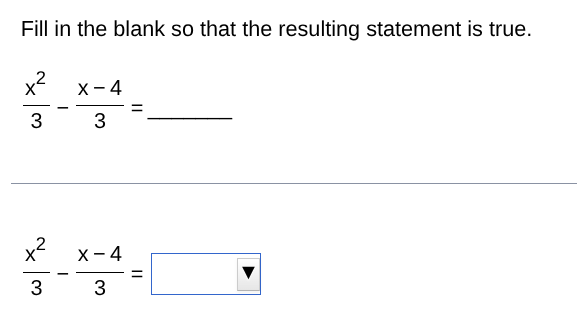 Fill in the blank so that the resulting statement is true.
x²/3 − x − 4/3 = ________
x²/3 − x − 4/3 =